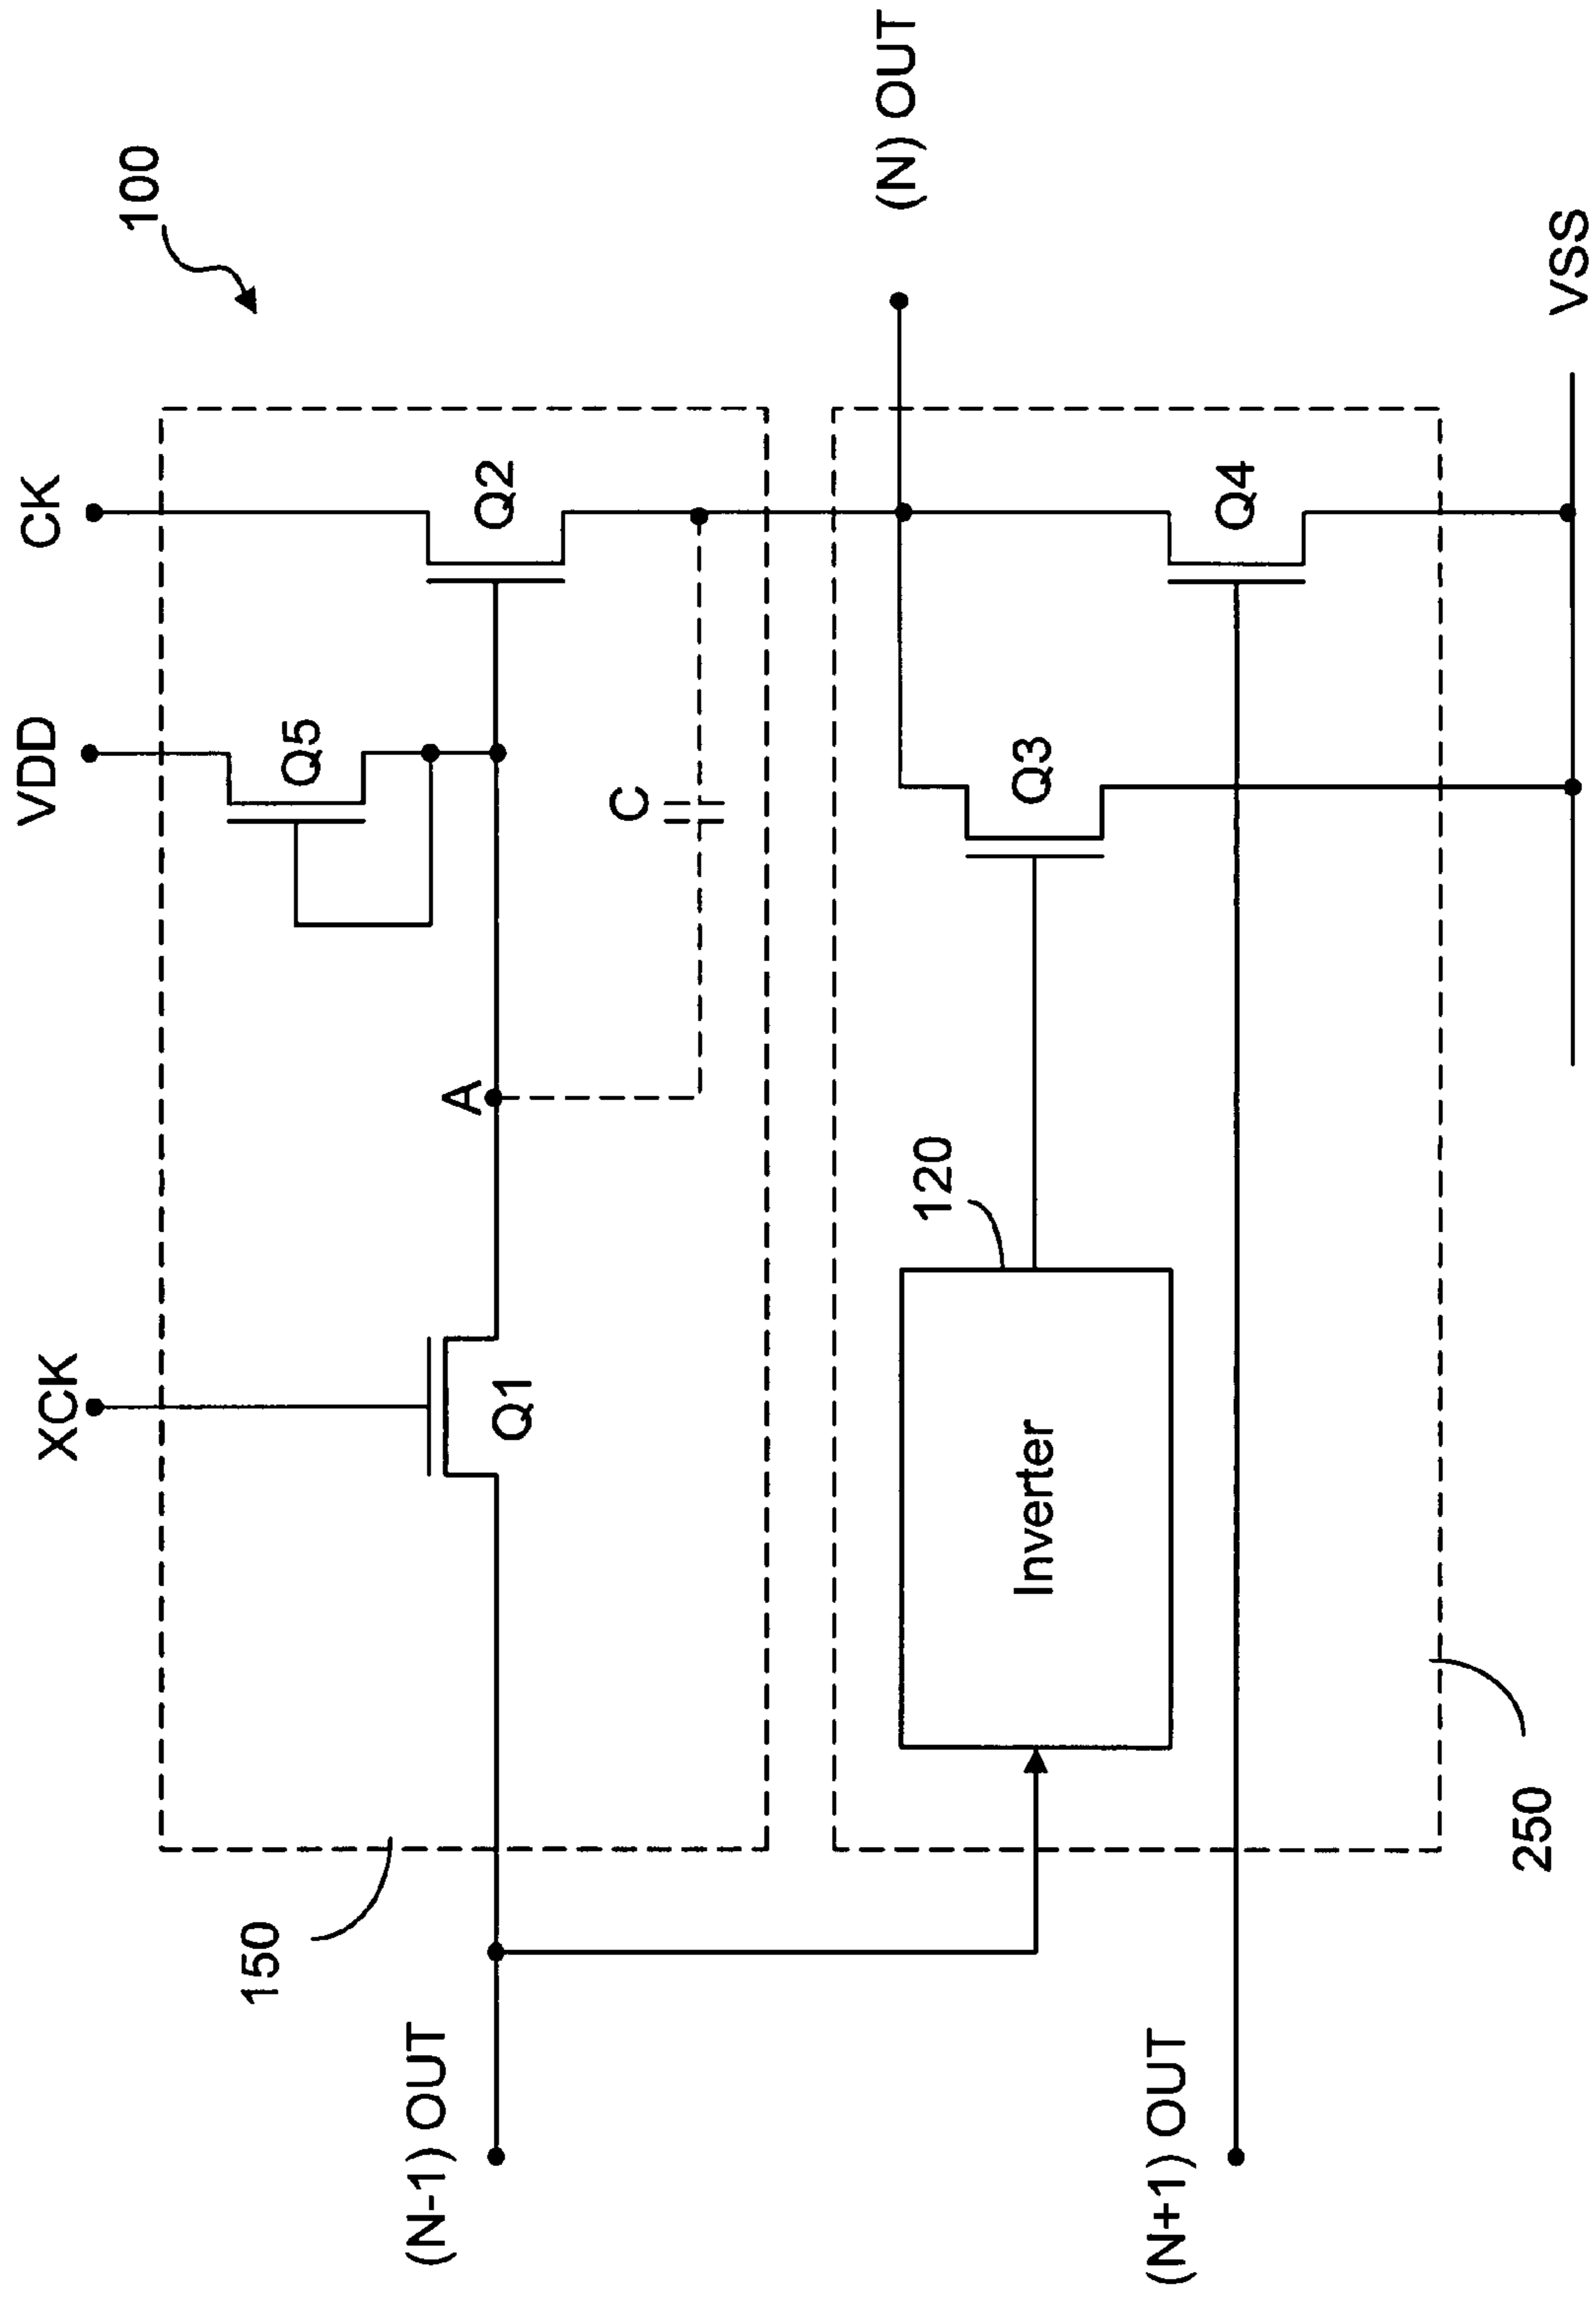 100
XCK
VDD
CK
Q5
Q2
150
Q1
A
C
(N-1) OUT
(N) OUT
120
Q3
Inverter
Q4
(N+1) OUT
250
VSS